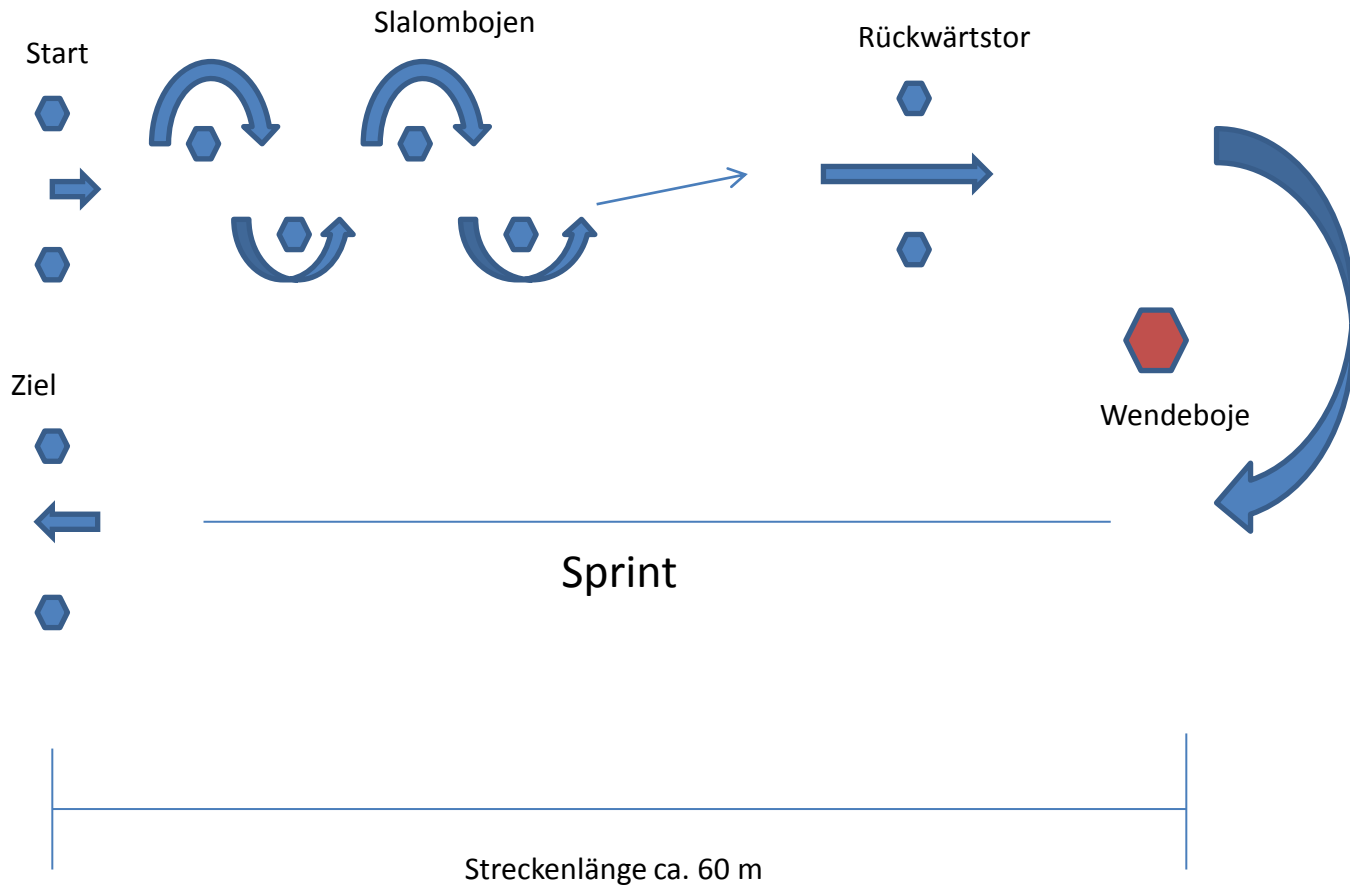 Slalombojen
Start
Rückwärtstor
Ziel
Wendeboje
Sprint
Streckenlänge ca. 60 m